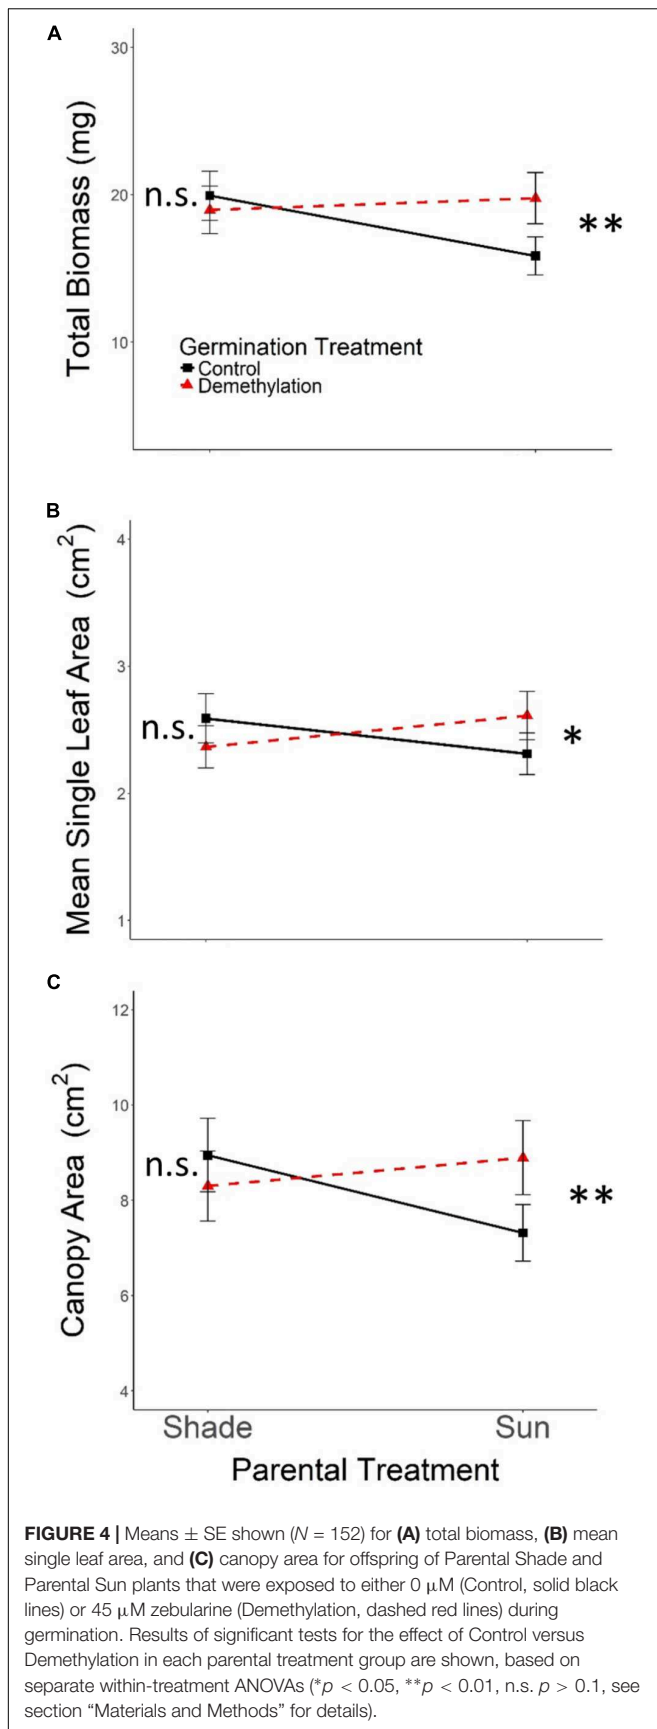 A
30
Total Biomass (mg)
20
n.s.
**
10
Germination Treatment
Control
Demethylation
B
4
Mean Single Leaf Area (cm²)
3
n.s.
*
2
1
C
12
Canopy Area (cm²)
10
n.s.
**
8
6
4
Shade
Sun
Parental Treatment
FIGURE 4 | Means ± SE shown (N = 152) for (A) total biomass, (B) mean
single leaf area, and (C) canopy area for offspring of Parental Shade and
Parental Sun plants that were exposed to either 0 μM (Control, solid black
lines) or 45 μM zebularine (Demethylation, dashed red lines) during
germination. Results of significant tests for the effect of Control versus
Demethylation in each parental treatment group are shown, based on
separate within-treatment ANOVAs (*p < 0.05, **p < 0.01, n.s. p > 0.1, see
section “Materials and Methods” for details).